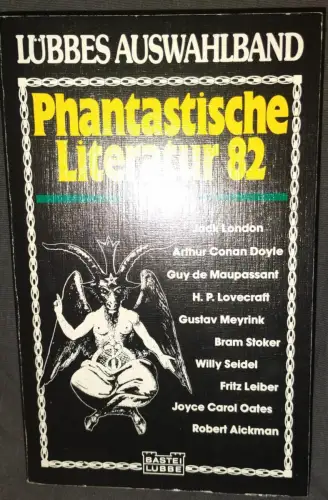 LÜBBES AUSWAHLBAND
Phantastische
Literatur 82
Jack London
Arthur Conan Doyle
Guy de Maupassant
H. P. Lovecraft
Gustav Meyrink
Bram Stoker
Willy Seidel
Fritz Leiber
Joyce Carol Oates
Robert Aickman
BASTEI
LÜBBE